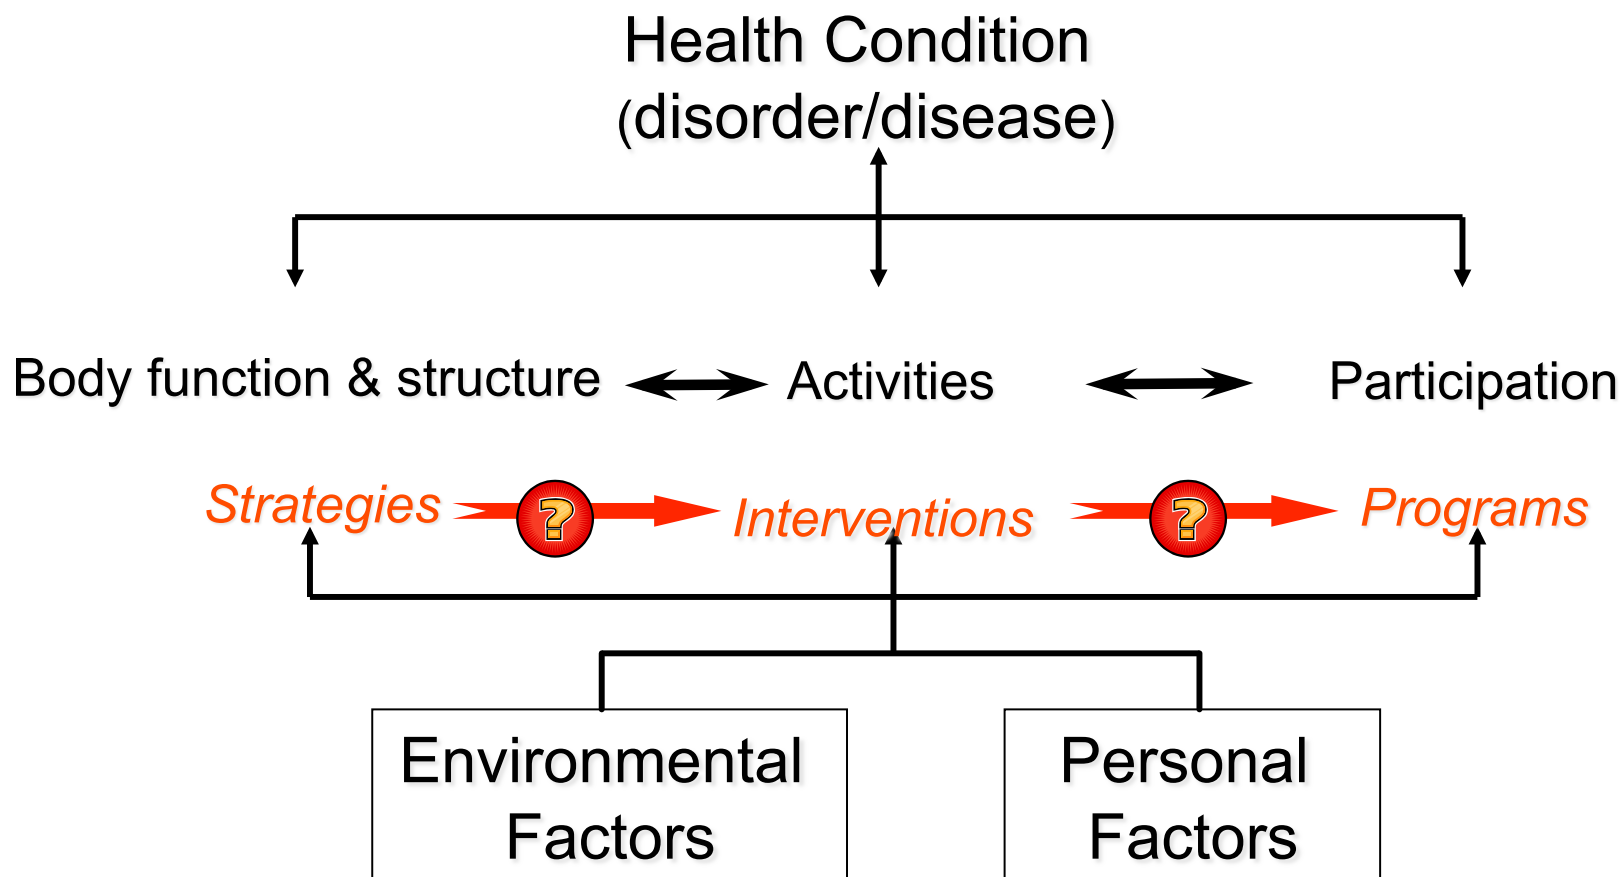 Health Condition
(disorder/disease)
Body function & structure
Activities
Participation
Strategies
?
Interventions
?
Programs
Environmental
Factors
Personal
Factors